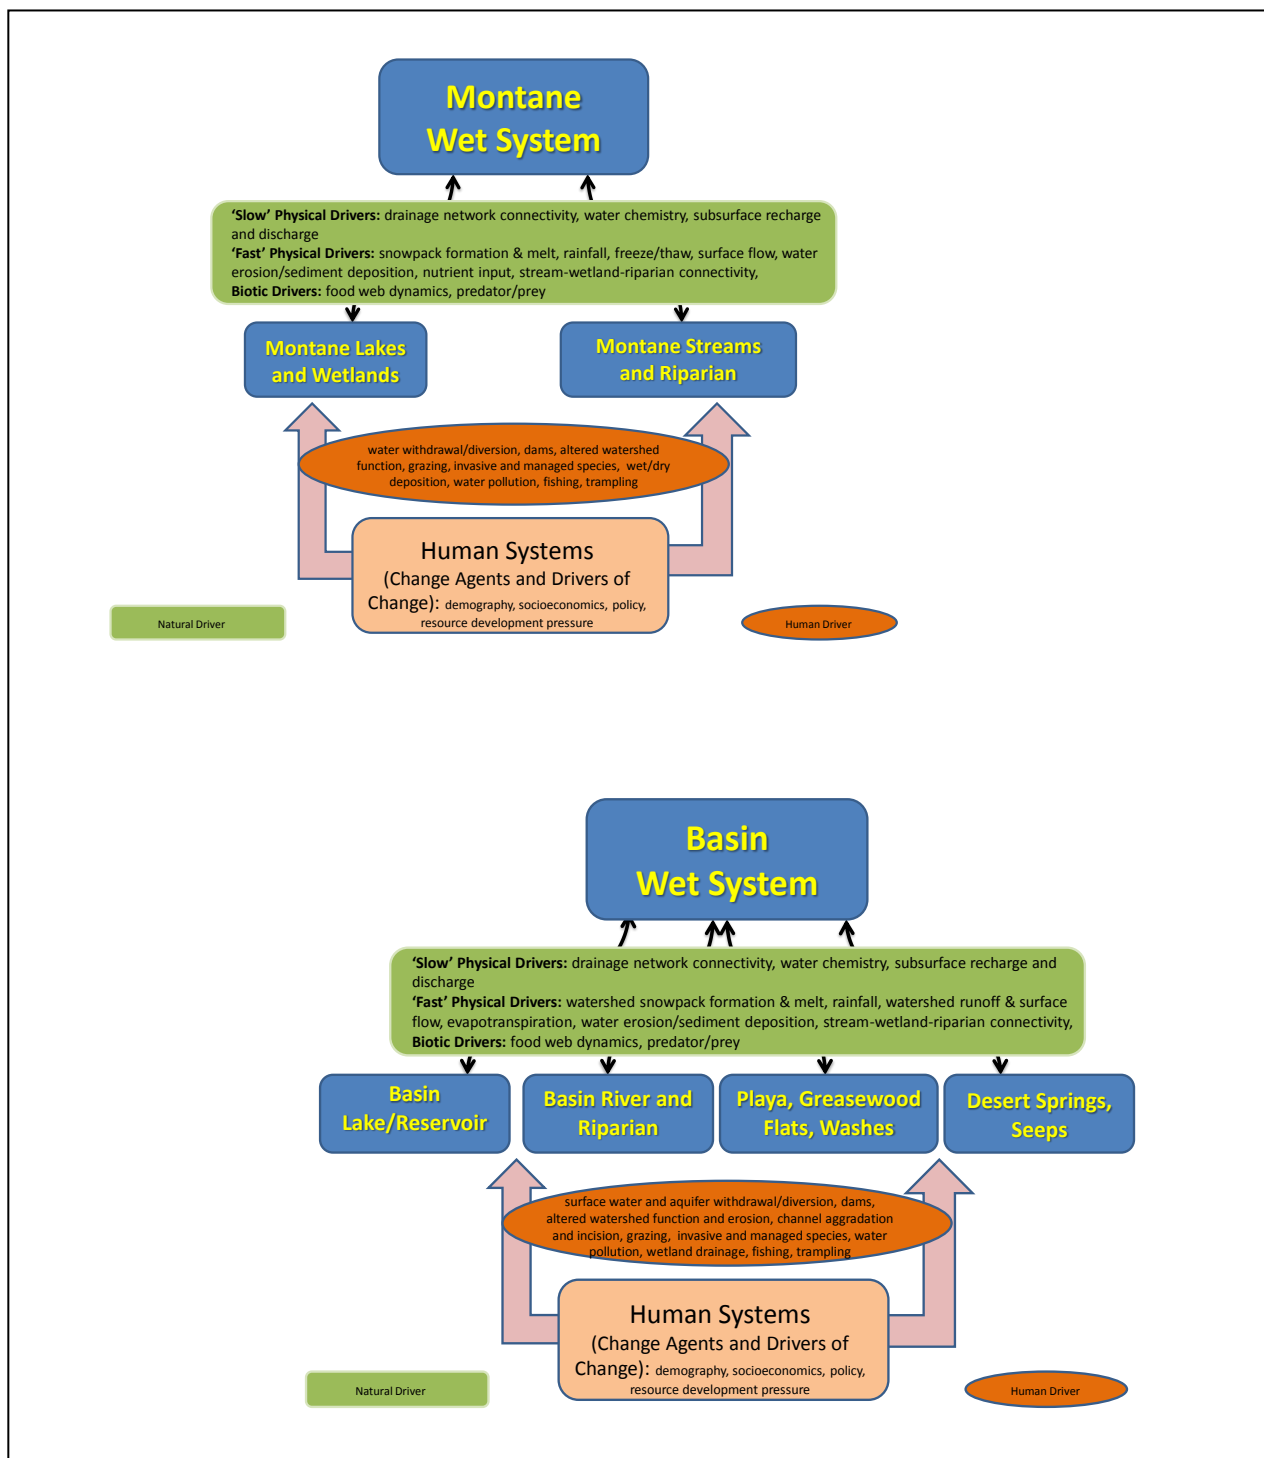 Montane
Wet System
‘Slow’ Physical Drivers: drainage network connectivity, water chemistry, subsurface recharge
and discharge
‘Fast’ Physical Drivers: snowpack formation & melt, rainfall, freeze/thaw, surface flow, water
erosion/sediment deposition, nutrient input, stream-wetland-riparian connectivity,
Biotic Drivers: food web dynamics, predator/prey
Montane Lakes
and Wetlands
Montane Streams
and Riparian
water withdrawal/diversion, dams, altered watershed
function, grazing, invasive and managed species, wet/dry
deposition, water pollution, fishing, trampling
Human Systems
(Change Agents and Drivers of
Change): demography, socioeconomics, policy,
resource development pressure
Natural Driver
Human Driver
Basin
Wet System
‘Slow’ Physical Drivers: drainage network connectivity, water chemistry, subsurface recharge and
discharge
‘Fast’ Physical Drivers: watershed snowpack formation & melt, rainfall, watershed runoff & surface
flow, evapotranspiration, water erosion/sediment deposition, stream-wetland-riparian connectivity,
Biotic Drivers: food web dynamics, predator/prey
Basin
Lake/Reservoir
Basin River and
Riparian
Playa, Greasewood
Flats, Washes
Desert Springs,
Seeps
surface water and aquifer withdrawal/diversion, dams,
altered watershed function and erosion, channel aggradation
and incision, grazing, invasive and managed species, water
pollution, wetland drainage, fishing, trampling
Human Systems
(Change Agents and Drivers of
Change): demography, socioeconomics, policy,
resource development pressure
Natural Driver
Human Driver